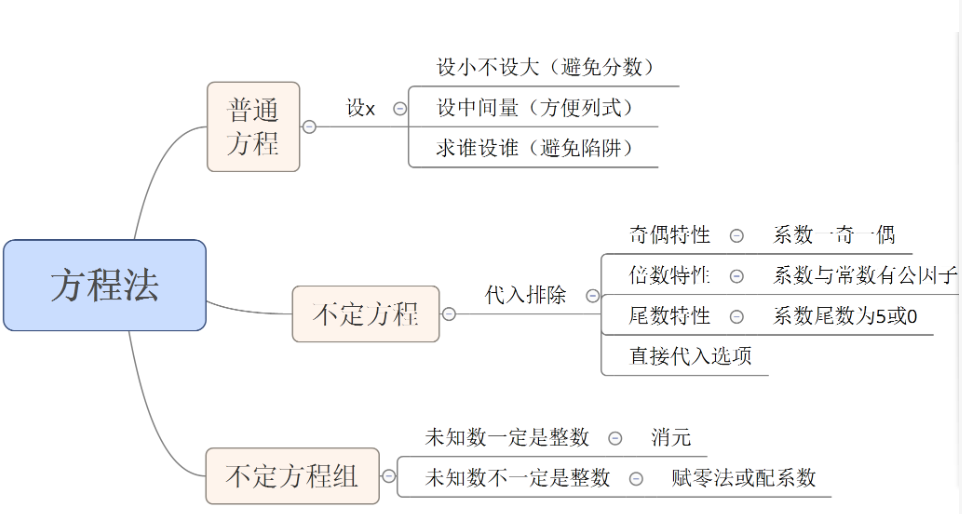 方程法
普通
方程
设x
设小不设大（避免分数）
设中间量（方便列式）
求谁设谁（避免陷阱）
不定方程
代入排除
奇偶特性
系数一奇一偶
倍数特性
系数与常数有公因子
尾数特性
系数尾数为5或0
直接代入选项
不定方程组
未知数一定是整数
消元
未知数不一定是整数
赋零法或配系数